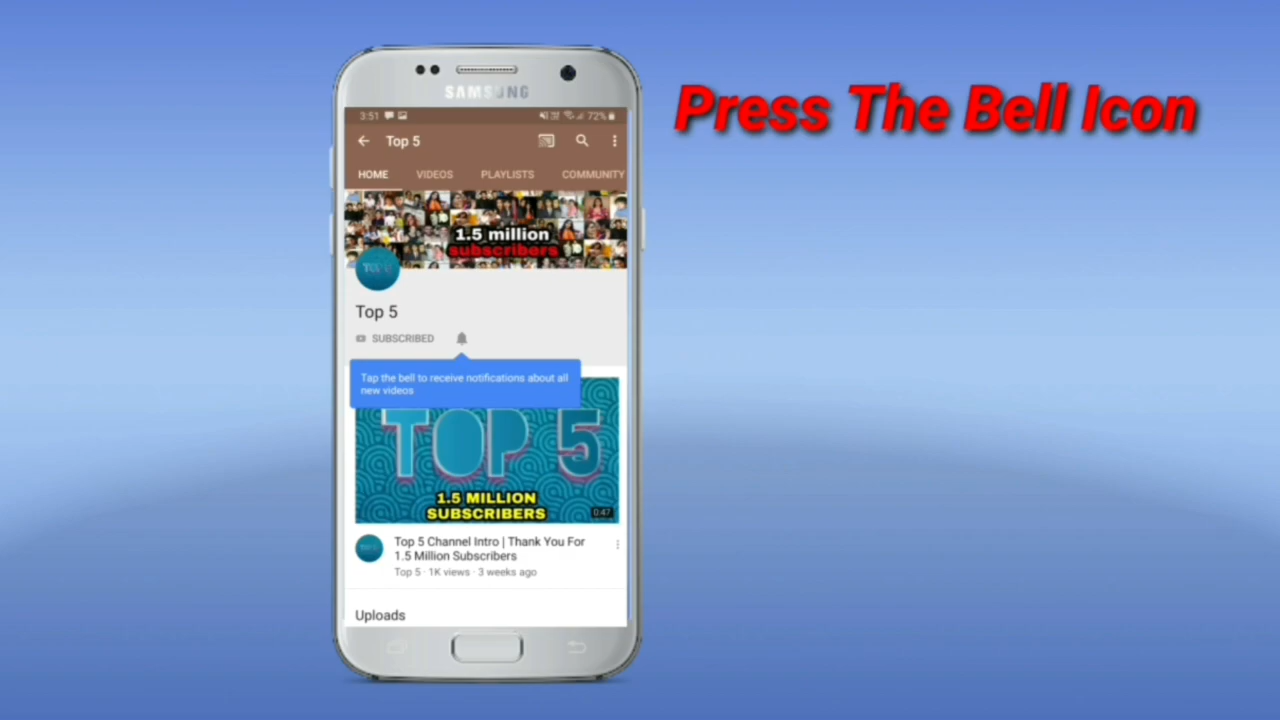 Press The Bell Icon
SAMSUNG
3:51
72%
Top 5
HOME VIDEOS PLAYLISTS COMMUNITY
1.5 million
subscribers
TOP 5
Top 5
SUBSCRIBED
Tap the bell to receive notifications about all
new videos
TOP 5
1.5 MILLION
SUBSCRIBERS
0:47
Top 5 Channel Intro | Thank You For
1.5 Million Subscribers
Top 5 · 1K views · 3 weeks ago
Uploads